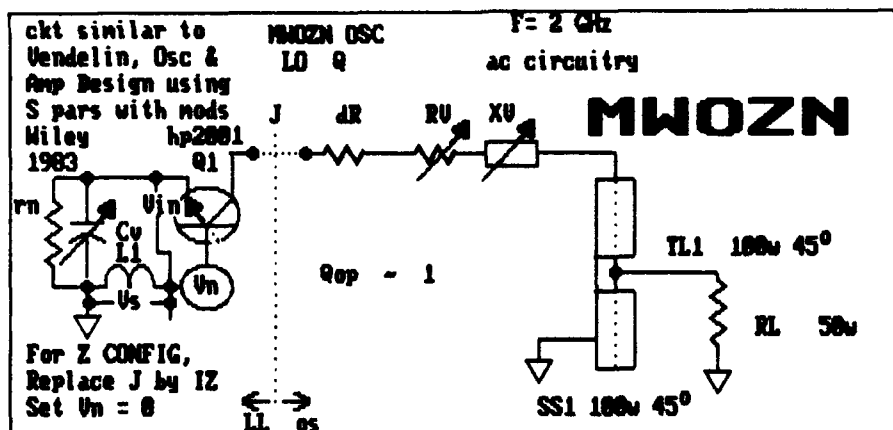 ckt similar to
Vendelin, Osc &
Amp Design using
S pars with mods
Wiley hp2001
1983 Q1
MWOZN OSC
LO Q
F= 2 GHz
ac circuitry
MWOZN
J dR RV XV
rn
Vin
Cv
L1
Vs
Vn
Qop ~ 1
TL1 100w 45⁰
RL 50w
SS1 100w 45⁰
For Z CONFIG,
Replace J by IZ
Set Vn = 0
LL os